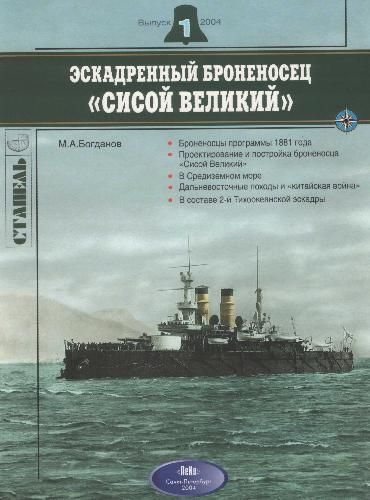 Выпуск 1 2004
ЭСКАДРЕННЫЙ БРОНЕНОСЕЦ
«СИСОЙ ВЕЛИКИЙ»
М.А.Богданов
• Броненосцы программы 1881 года
• Проектирование и постройка броненосца
«Сисой Великий»
• В Средиземном море
• Дальневосточные походы и «китайская война»
• В составе 2-й Тихоокеанской эскадры
СТАПЕЛЬ
«ЛеКо»
Санкт-Петербург
2004